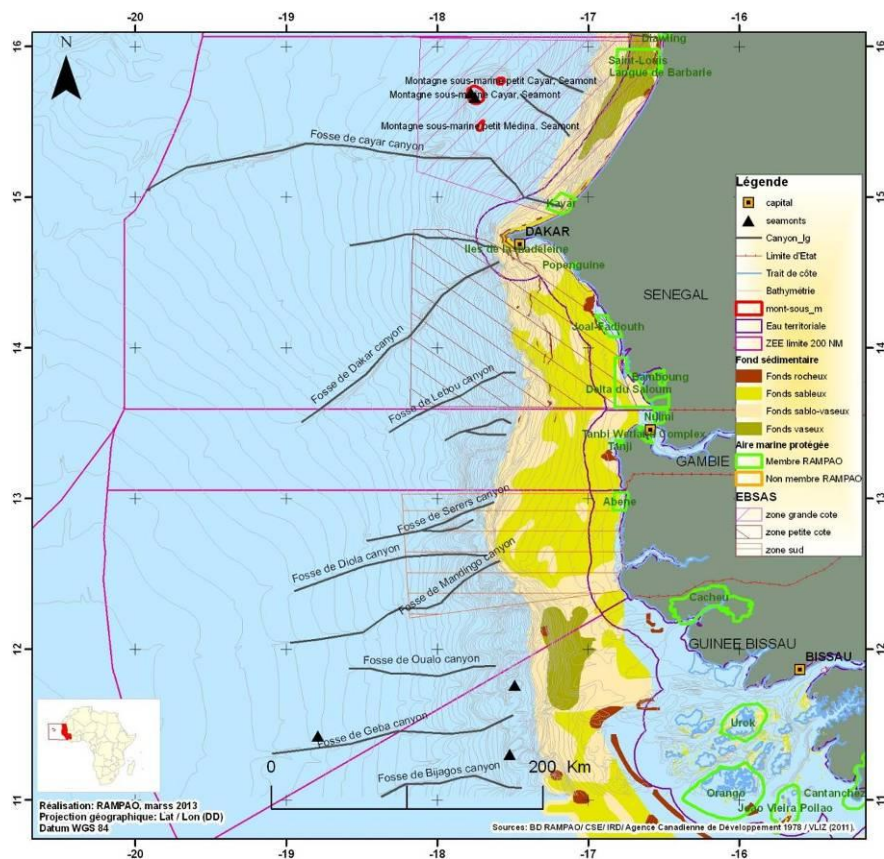 -20 -19 -18 -17 -16
16
15
14
13
12
11
N
Diawling
Saint-Louis
Langue de Barbarie
Montagne sous-marine petit Cayar, Seamont
Montagne sous-marine Cayar, Seamont
Montagne sous-marine petit Médina, Seamont
Fosse de cayar canyon
Kayar
DAKAR
Iles de la Madeleine
Popenguine
SENEGAL
Joal-Fadiouth
Fosse de Dakar canyon
Bamboung
Delta du Saloum
Fosse de Lebou canyon
Niumi
Tanbi Wetland Complex
Tanji
GAMBIE
Abene
Fosse de Serers canyon
Fosse de Diola canyon
Fosse de Mandingo canyon
Cacheu
GUINEE BISSAU
BISSAU
Fosse de Oualo canyon
Urok
Fosse de Geba canyon
Fosse de Bijagos canyon
Orango
Cantanchez
Joao Vieira Poilao
0 200 Km
Légende
capital
seamonts
Canyon_lg
Limite d'Etat
Trait de côte
Bathymétrie
mont-sous_m
Eau territoriale
ZEE limite 200 NM
Fond sédimentaire
Fonds rocheux
Fonds sableux
Fonds sablo-vaseux
Fonds vaseux
Aire marine protégée
Membre RAMPAO
Non membre RAMPAO
EBSAS
zone grande cote
zone petite cote
zone sud
Réalisation: RAMPAO, marss 2013
Projection géographique: Lat / Lon (DD)
Datum WGS 84
Sources: BD RAMPAO/ CSE/ IRD/ Agence Canadienne de Développement 1978 / VLIZ (2011).
-20 -19 -18 -17 -16